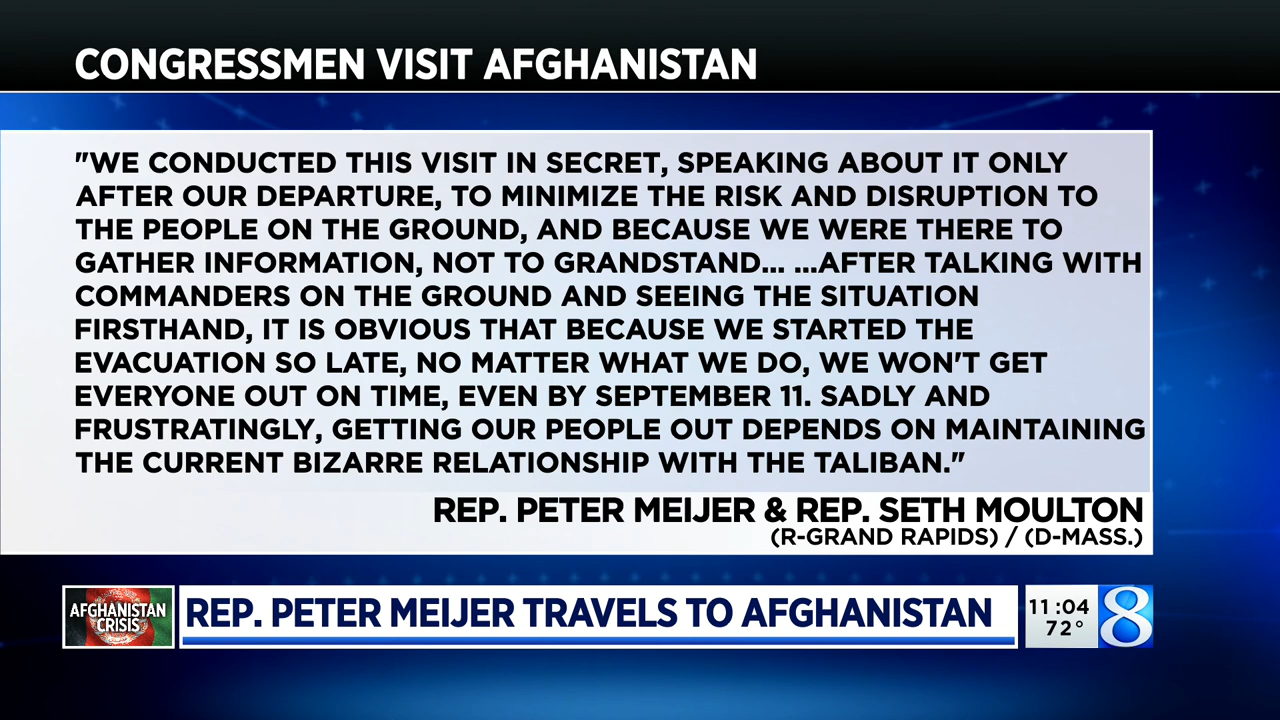 CONGRESSMEN VISIT AFGHANISTAN
"WE CONDUCTED THIS VISIT IN SECRET, SPEAKING ABOUT IT ONLY
AFTER OUR DEPARTURE, TO MINIMIZE THE RISK AND DISRUPTION TO
THE PEOPLE ON THE GROUND, AND BECAUSE WE WERE THERE TO
GATHER INFORMATION, NOT TO GRANDSTAND... ...AFTER TALKING WITH
COMMANDERS ON THE GROUND AND SEEING THE SITUATION
FIRSTHAND, IT IS OBVIOUS THAT BECAUSE WE STARTED THE
EVACUATION SO LATE, NO MATTER WHAT WE DO, WE WON'T GET
EVERYONE OUT ON TIME, EVEN BY SEPTEMBER 11. SADLY AND
FRUSTRATINGLY, GETTING OUR PEOPLE OUT DEPENDS ON MAINTAINING
THE CURRENT BIZARRE RELATIONSHIP WITH THE TALIBAN."
REP. PETER MEIJER & REP. SETH MOULTON
(R-GRAND RAPIDS) / (D-MASS.)
AFGHANISTAN
CRISIS
REP. PETER MEIJER TRAVELS TO AFGHANISTAN
11:04
72°
8